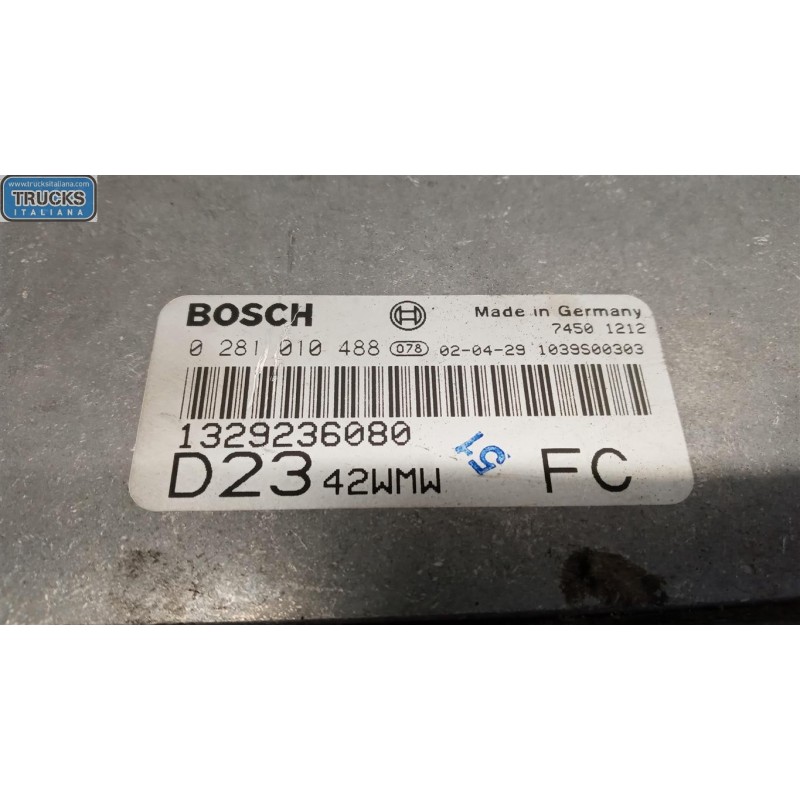 www.trucksitaliana.com
TRUCKS
ITALIANA
BOSCH Made in Germany
7450 1212
0 281 010 488 078 02-04-29 1039S00303
1329236080
D23 42WMW FC